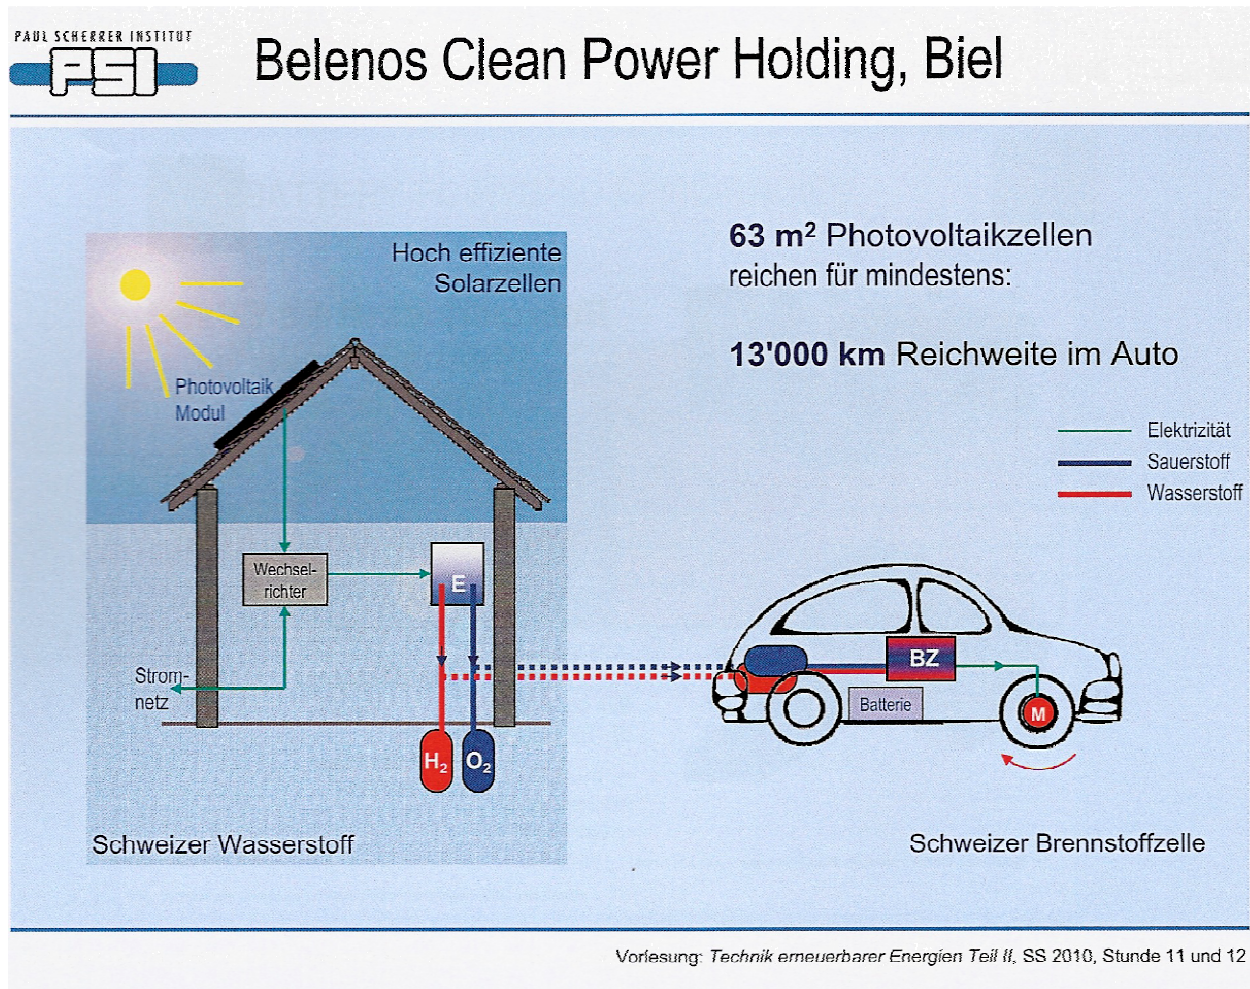 PAUL SCHERRER INSTITUT
PSI
Belenos Clean Power Holding, Biel
Hoch effiziente
Solarzellen
Photovoltaik
Modul
63 m² Photovoltaikzellen
reichen für mindestens:
13'000 km Reichweite im Auto
Elektrizität
Sauerstoff
Wasserstoff
Wechsel-
richter
E
Strom-
netz
H₂
O₂
BZ
Batterie
M
Schweizer Wasserstoff
Schweizer Brennstoffzelle
Vorlesung: Technik erneuerbarer Energien Teil II, SS 2010, Stunde 11 und 12